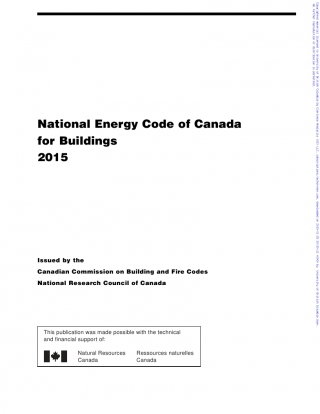 National Energy Code of Canada
for Buildings
2015
Issued by the
Canadian Commission on Building and Fire Codes
National Research Council of Canada
This publication was made possible with the technical
and financial support of:
Natural Resources Ressources naturelles
Canada Canada